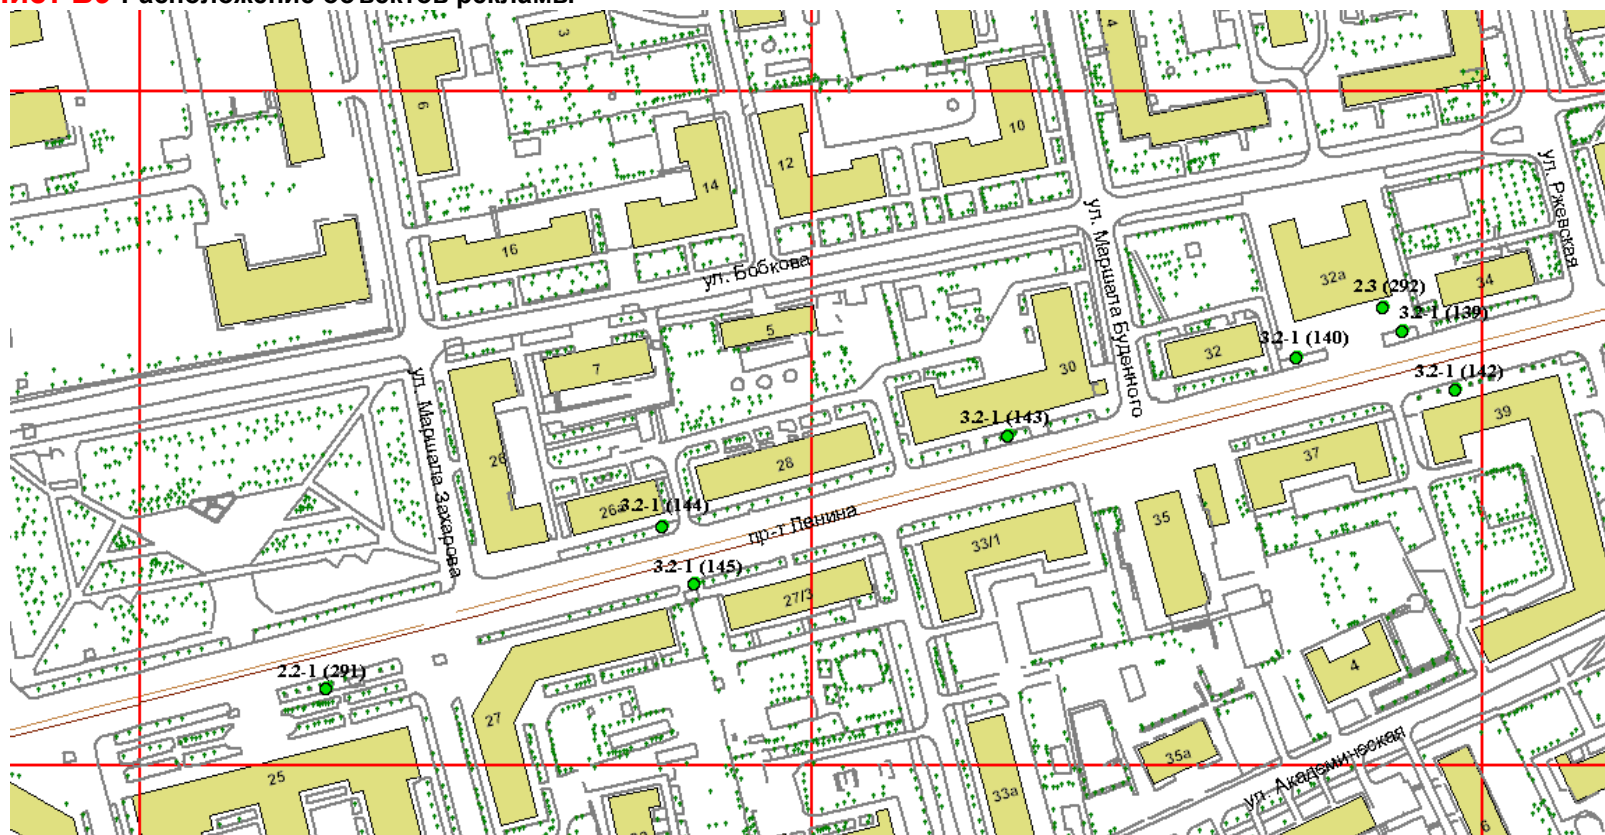 Расположение объектов рекламы
3
4
6
10
12
14
16
ул. Бобкова
ул. Маршала Буденного
ул. Ржевская
32а
34
2.3 (292)
3.2-1 (139)
3.2-1 (140)
3.2-1 (142)
5
7
30
32
39
ул. Маршала Захарова
26
28
3.2-1 (143)
37
26а
3.2-1 (144)
пр-т Ленина
35
33/1
3.2-1 (145)
27/3
2.2-1 (291)
4
27
25
35а
ул. Академическая
33а
6